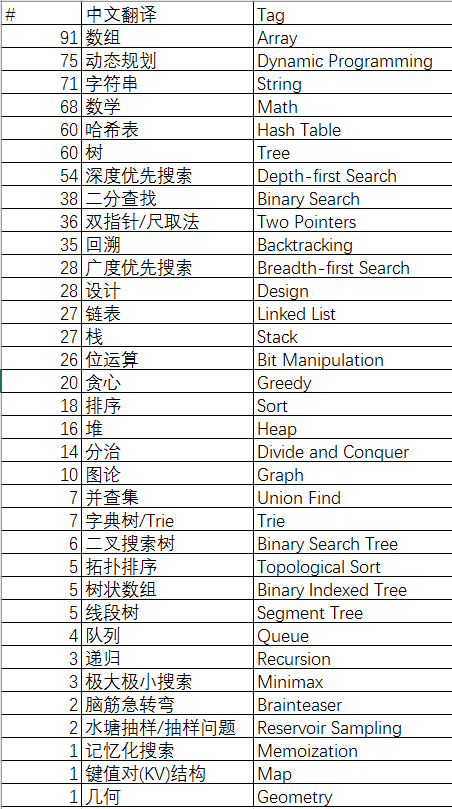 # 中文翻译 Tag
91 数组 Array
75 动态规划 Dynamic Programming
71 字符串 String
68 数学 Math
60 哈希表 Hash Table
60 树 Tree
54 深度优先搜索 Depth-first Search
38 二分查找 Binary Search
36 双指针/尺取法 Two Pointers
35 回溯 Backtracking
28 广度优先搜索 Breadth-first Search
28 设计 Design
27 链表 Linked List
27 栈 Stack
26 位运算 Bit Manipulation
20 贪心 Greedy
18 排序 Sort
16 堆 Heap
14 分治 Divide and Conquer
10 图论 Graph
7 并查集 Union Find
7 字典树/Trie Trie
6 二叉搜索树 Binary Search Tree
5 拓扑排序 Topological Sort
5 树状数组 Binary Indexed Tree
5 线段树 Segment Tree
4 队列 Queue
3 递归 Recursion
3 极大极小搜索 Minimax
2 脑筋急转弯 Brainteaser
2 水塘抽样/抽样问题 Reservoir Sampling
1 记忆化搜索 Memoization
1 键值对(KV)结构 Map
1 几何 Geometry